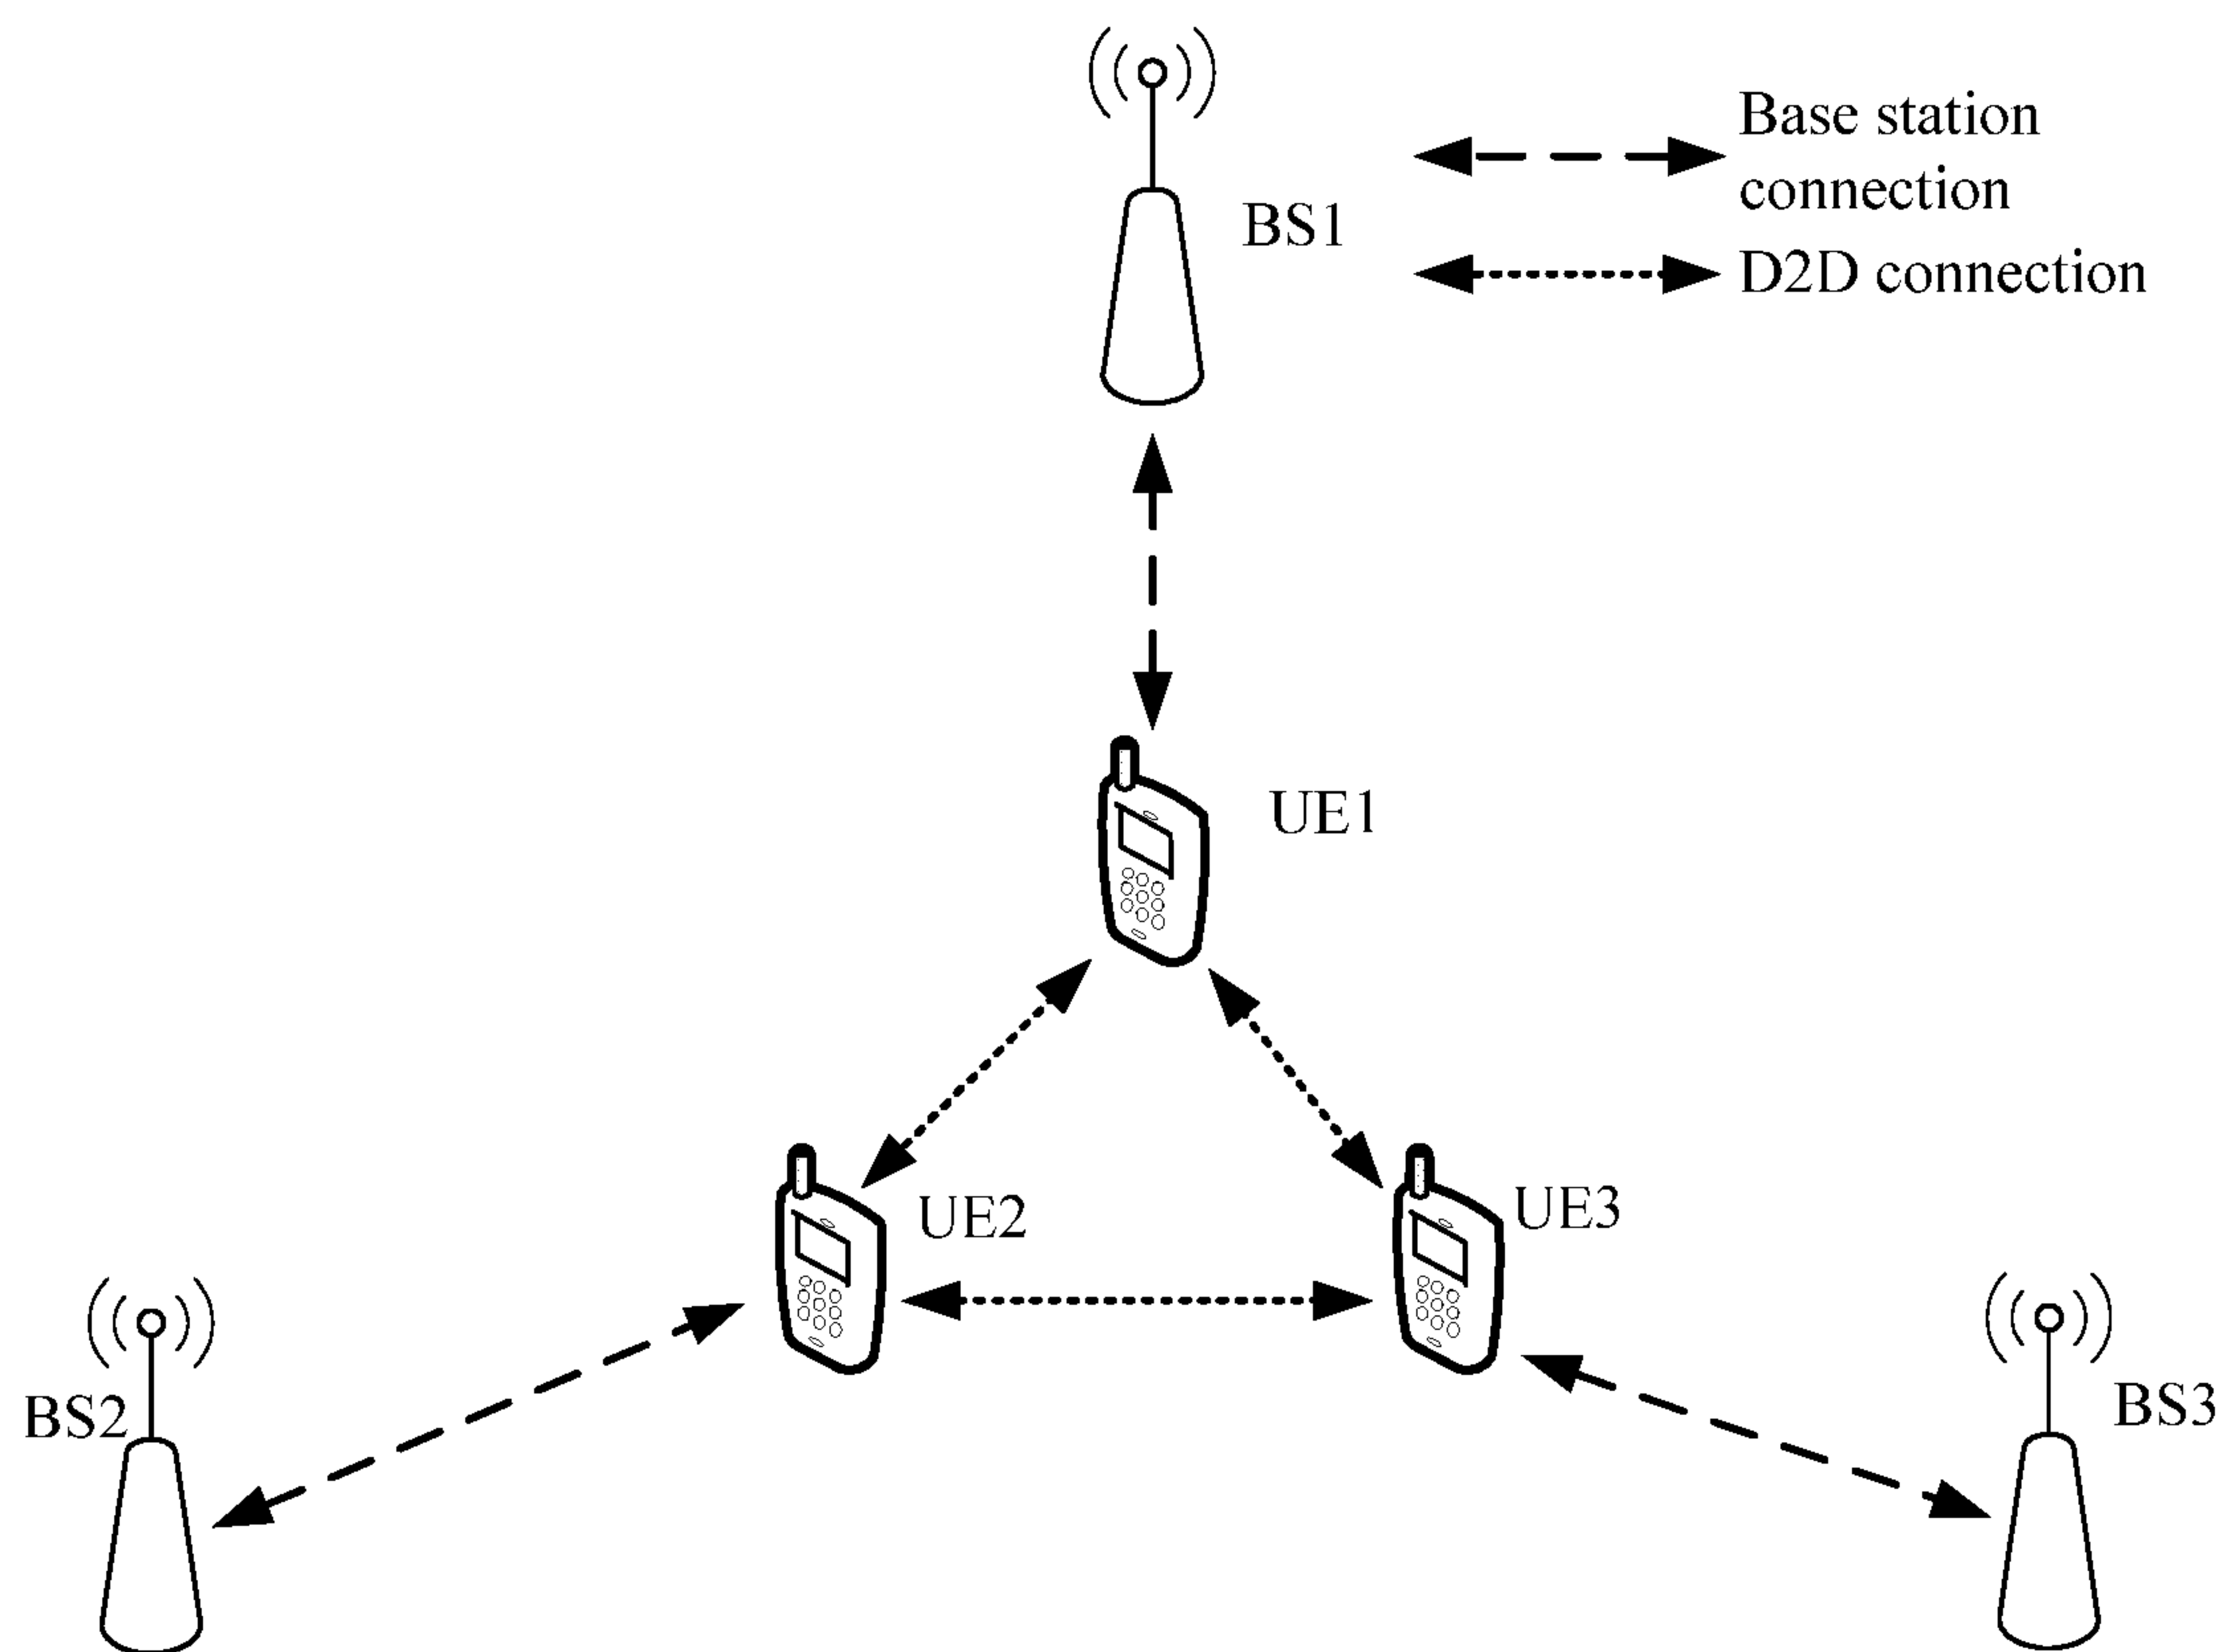 Base station
connection
BS1
D2D connection
UE1
UE2
UE3
BS2
BS3